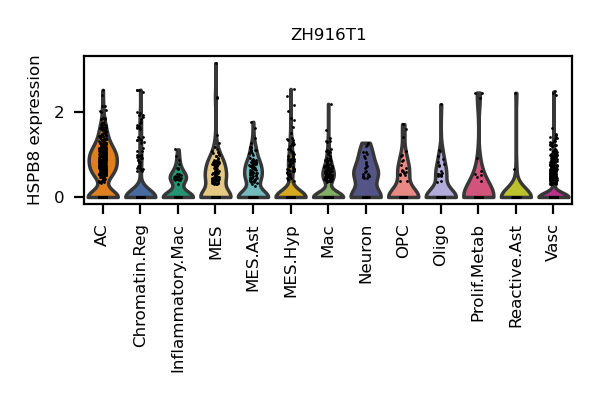 ZH916T1
HSPB8 expression
2
0
AC
Chromatin.Reg
Inflammatory.Mac
MES
MES.Ast
MES.Hyp
Mac
Neuron
OPC
Oligo
Prolif.Metab
Reactive.Ast
Vasc